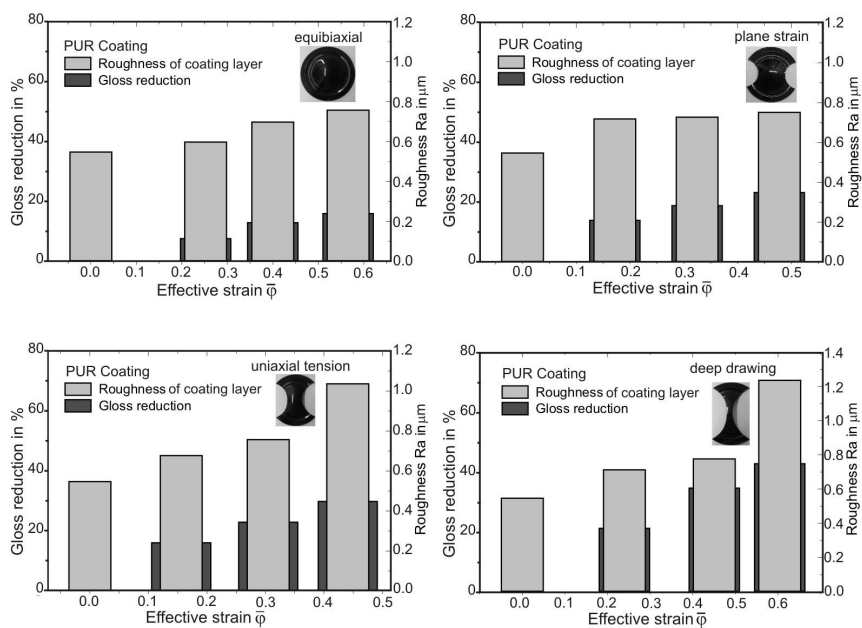 equibiaxial
PUR Coating
Roughness of coating layer
Gloss reduction
Gloss reduction in %
80
60
40
20
0
Roughness Ra in µm
1.2
1.0
0.8
0.6
0.4
0.2
0.0
0.0 0.1 0.2 0.3 0.4 0.5 0.6
Effective strain φ̅
plane strain
PUR Coating
Roughness of coating layer
Gloss reduction
Gloss reduction in %
80
60
40
20
0
Roughness Ra in µm
1.2
1.0
0.8
0.6
0.4
0.2
0.0
0.0 0.1 0.2 0.3 0.4 0.5
Effective strain φ̅
uniaxial tension
PUR Coating
Roughness of coating layer
Gloss reduction
Gloss reduction in %
80
60
40
20
0
Roughness Ra in µm
1.2
1.0
0.8
0.6
0.4
0.2
0.0
0.0 0.1 0.2 0.3 0.4 0.5
Effective strain φ̅
deep drawing
PUR Coating
Roughness of coating layer
Gloss reduction
Gloss reduction in %
80
60
40
20
0
Roughness Ra in µm
1.4
1.2
1.0
0.8
0.6
0.4
0.2
0.0
0.0 0.1 0.2 0.3 0.4 0.5 0.6
Effective strain φ̅